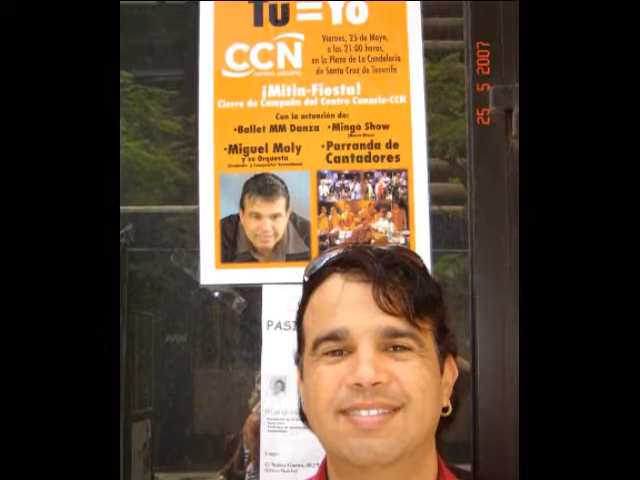 Tu=Yo
Viernes, 25 de Mayo,
a las 21:00 horas,
en la Plaza de La Candelaria
de Santa Cruz de Tenerife
CCN
¡Mitin-Fiesta!
Cierre de Campaña del Centro Canario-CCN
Con la actuación de:
•Ballet MM Danza •Mingo Show
•Miguel Moly
y su Orquesta
•Parranda de
Cantadores
25 5 2007
PASI
Lugar: